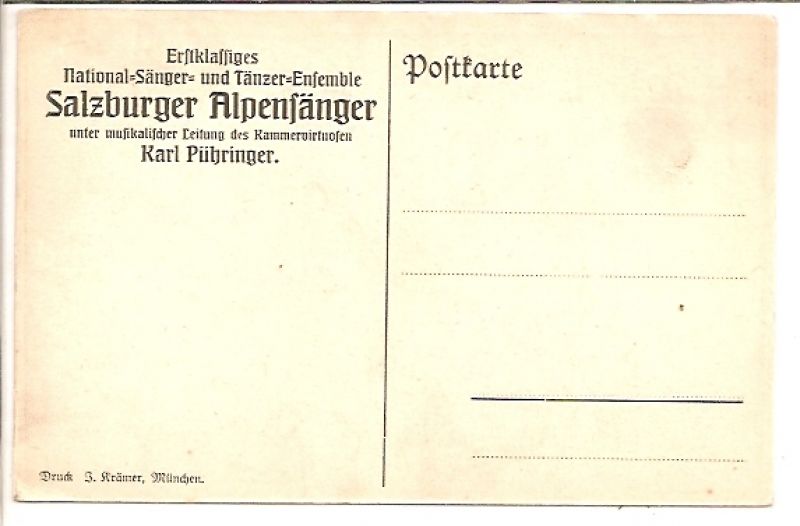 Erſtklaſſiges
National-Sänger- und Tänzer-Enſemble
Salzburger Alpenſänger
unter muſikaliſcher Leitung des Kammervirtuoſen
Karl Pühringer.
Druck J. Krämer, München.
Poſtkarte